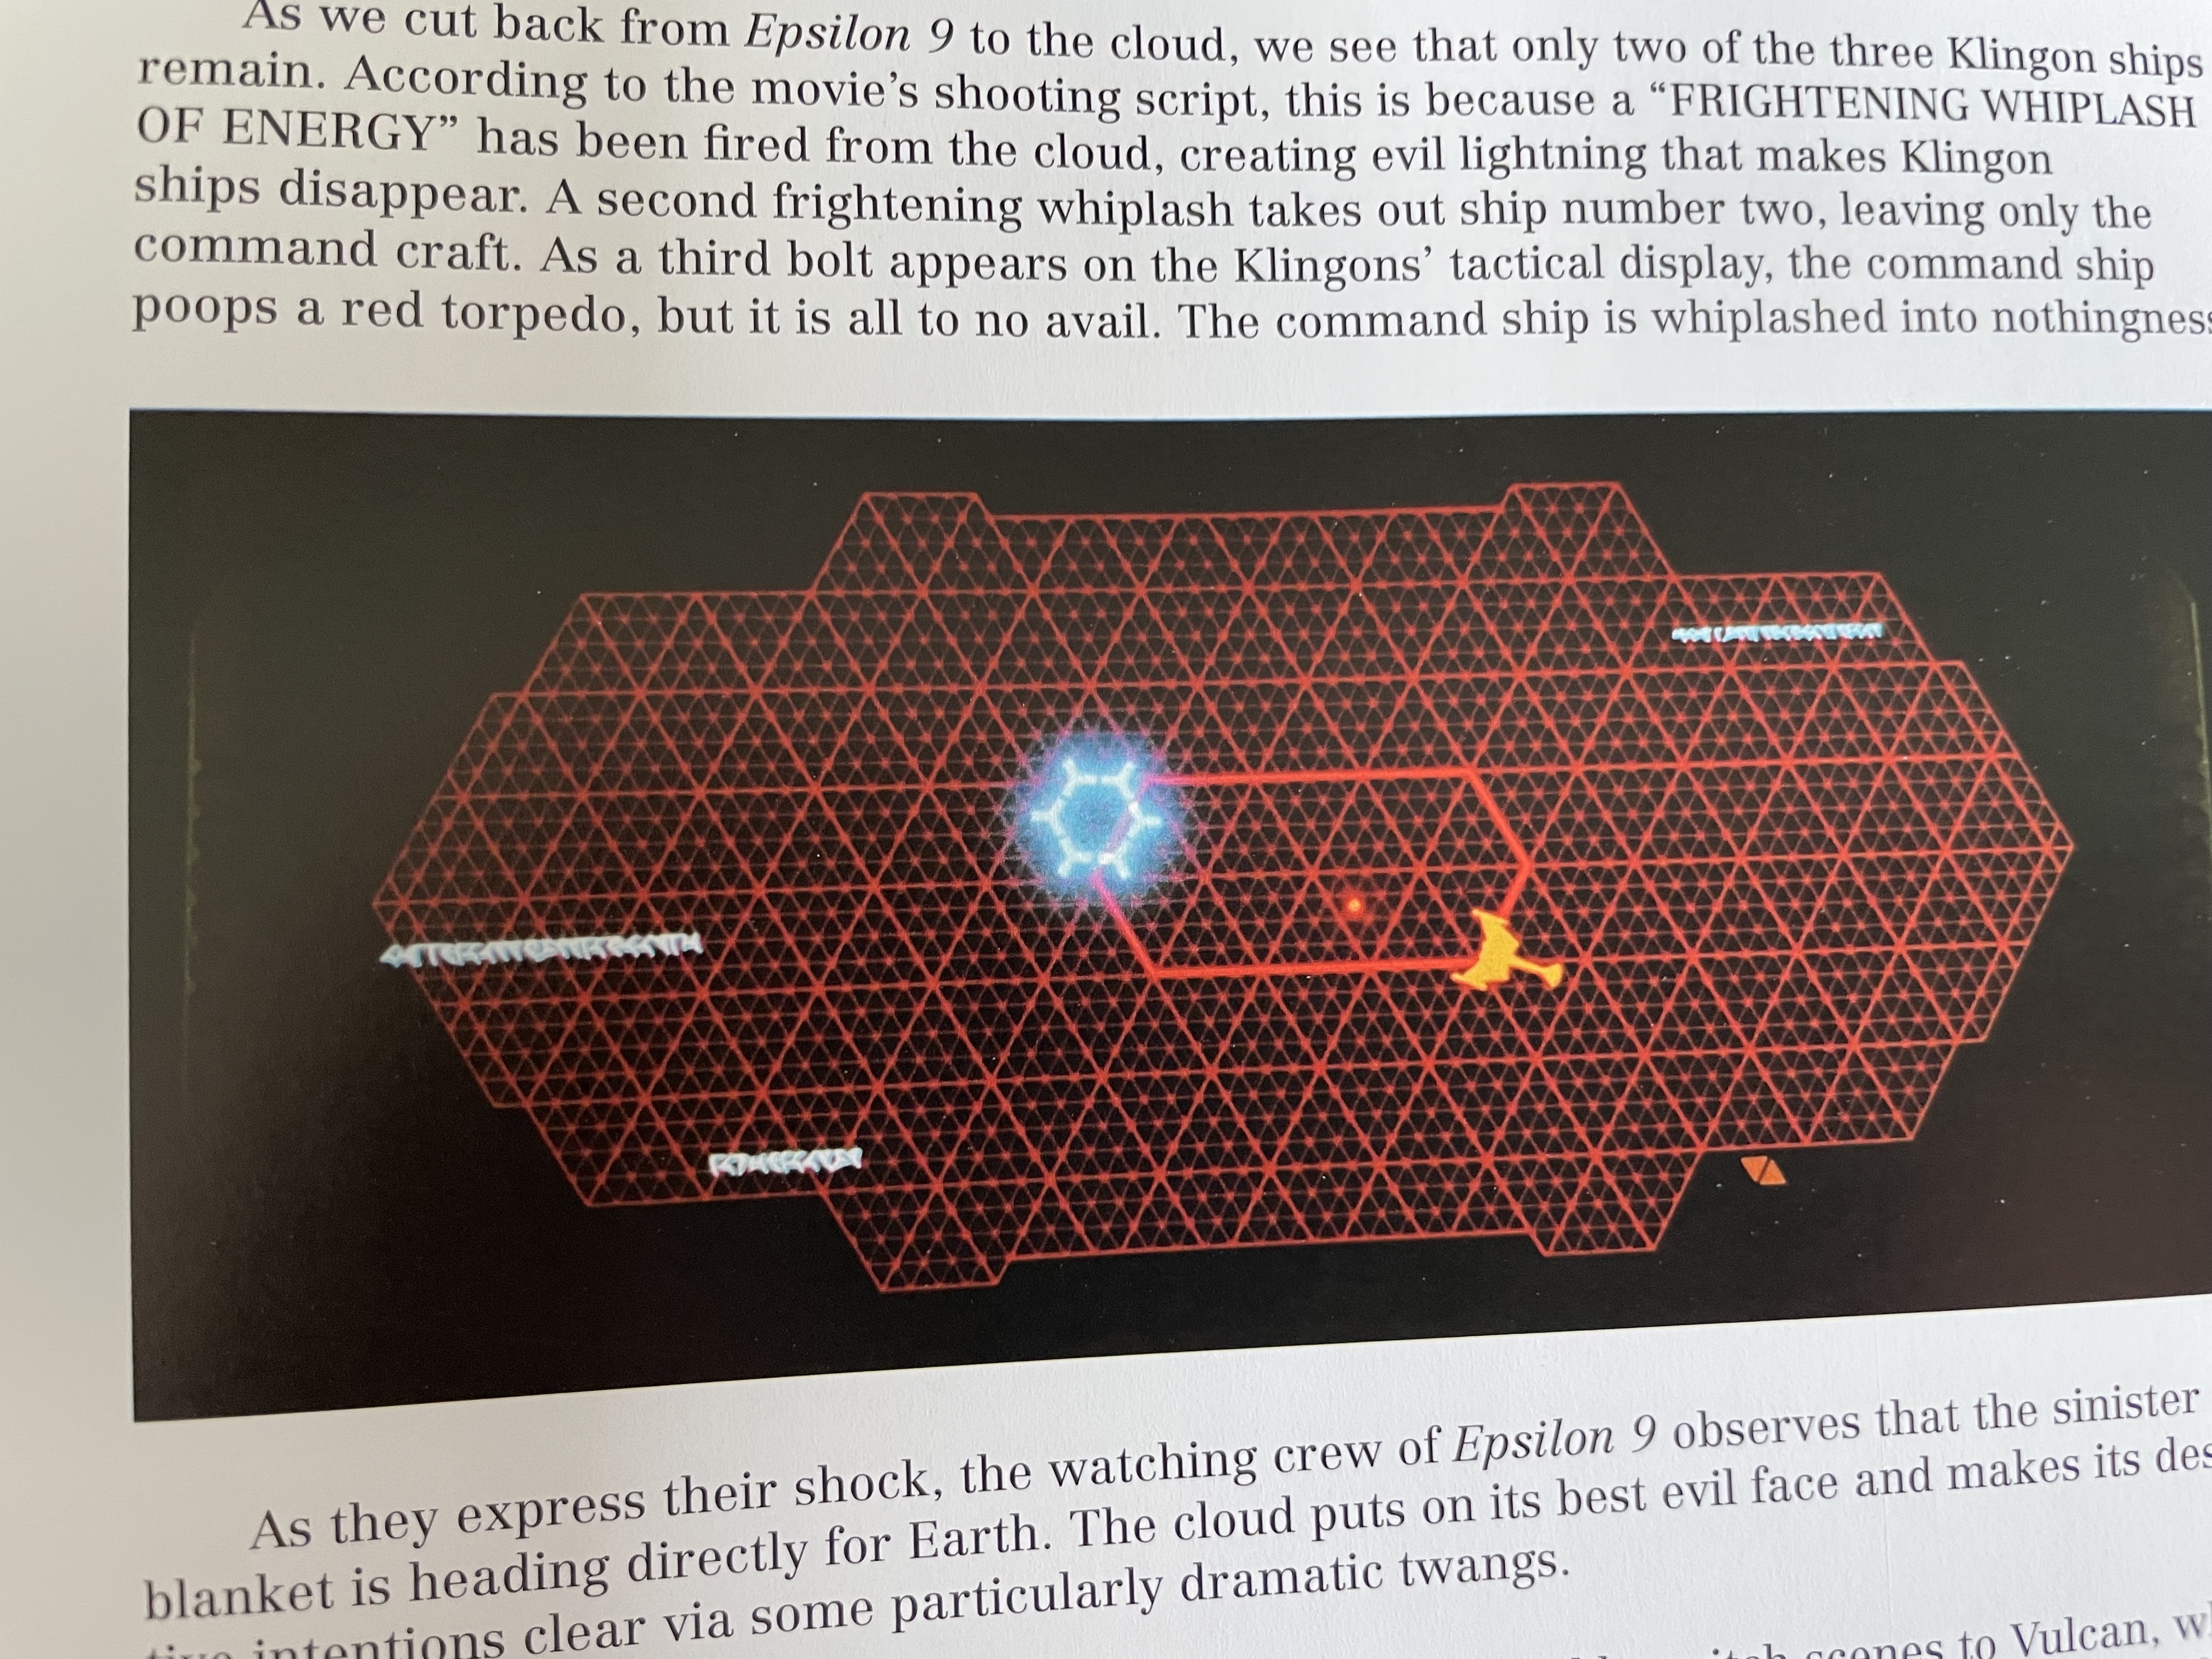 As we cut back from Epsilon 9 to the cloud, we see that only two of the three Klingon ships
remain. According to the movie’s shooting script, this is because a “FRIGHTENING WHIPLASH
OF ENERGY” has been fired from the cloud, creating evil lightning that makes Klingon
ships disappear. A second frightening whiplash takes out ship number two, leaving only the
command craft. As a third bolt appears on the Klingons’ tactical display, the command ship
poops a red torpedo, but it is all to no avail. The command ship is whiplashed into nothingness
As they express their shock, the watching crew of Epsilon 9 observes that the sinister
blanket is heading directly for Earth. The cloud puts on its best evil face and makes its des
tive intentions clear via some particularly dramatic twangs.
scenes to Vulcan, wh